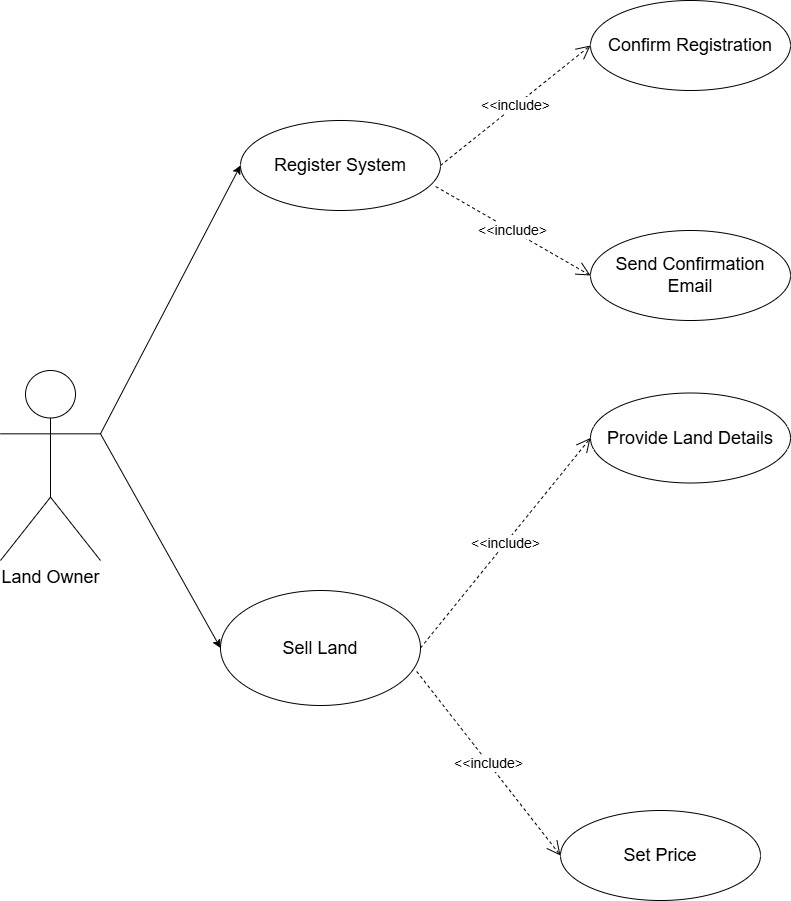 Confirm Registration
<<include>
Register System
<<include>
Send Confirmation
Email
Provide Land Details
<<include>
Land Owner
Sell Land
<<include>
Set Price